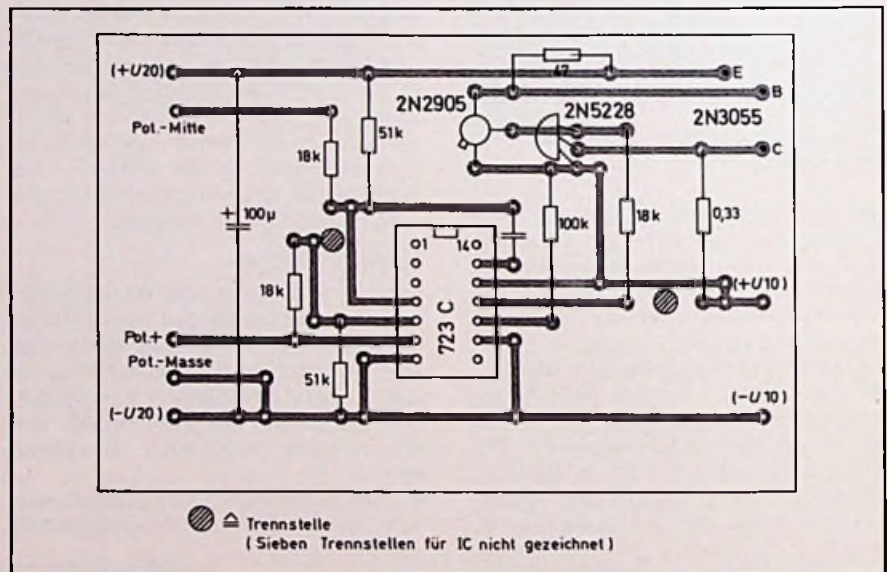 47
(+U20)
E
B
2N2905
2N5228
2N3055
Pot.-Mitte
51k
18k
C
+
100µ
100k
18k
0,33
1
14
18k
(+U10)
723 C
Pot.+
Pot.-Masse
51k
(-U20)
(-U10)
≙ Trennstelle
(Sieben Trennstellen für IC nicht gezeichnet)